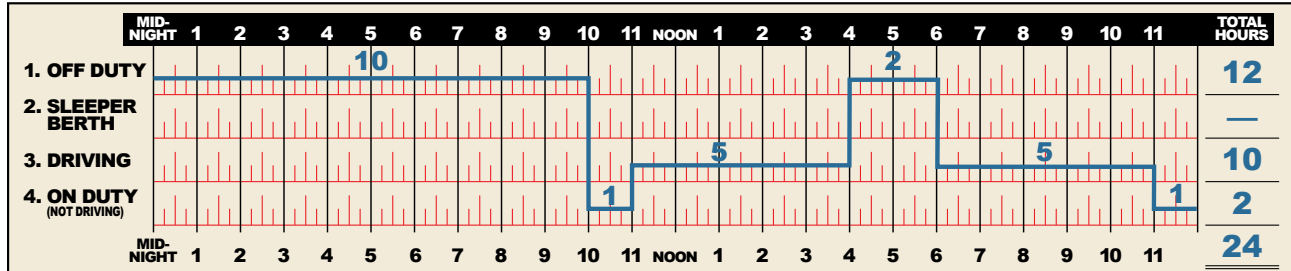 MID-NIGHT 1 2 3 4 5 6 7 8 9 10 11 NOON 1 2 3 4 5 6 7 8 9 10 11 TOTAL HOURS
1. OFF DUTY 10 2 12
2. SLEEPER BERTH —
3. DRIVING 5 5 10
4. ON DUTY (NOT DRIVING) 1 1 2
MID-NIGHT 1 2 3 4 5 6 7 8 9 10 11 NOON 1 2 3 4 5 6 7 8 9 10 11 24